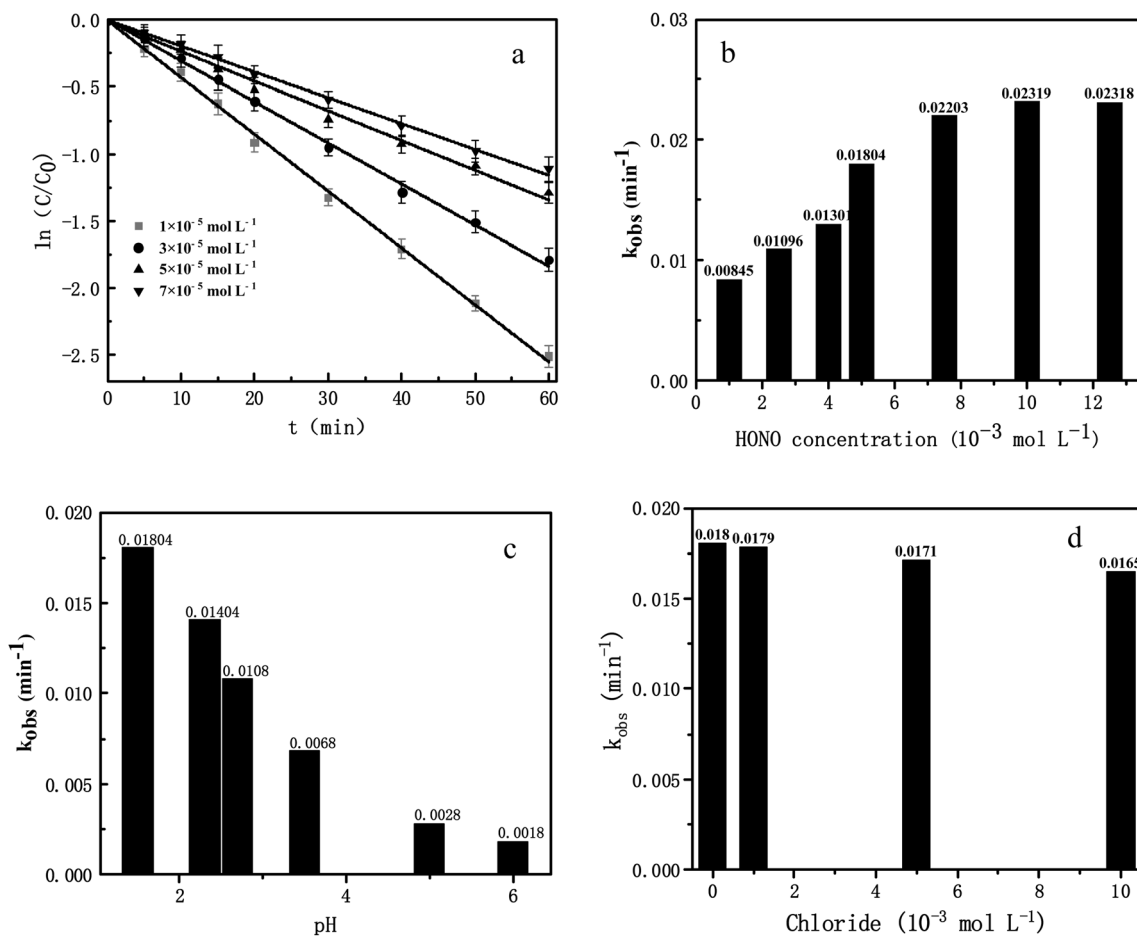 a
ln (C/C0)
0.0
-0.5
-1.0
-1.5
-2.0
-2.5
1×10-5 mol L-1
3×10-5 mol L-1
5×10-5 mol L-1
7×10-5 mol L-1
0 10 20 30 40 50 60
t (min)
b
kobs (min-1)
0.03
0.02
0.01
0.00
0.00845
0.01096
0.01301
0.01804
0.02203
0.02319
0.02318
0 2 4 6 8 10 12
HONO concentration (10-3 mol L-1)
c
kobs (min-1)
0.020
0.015
0.010
0.005
0.000
0.01804
0.01404
0.0108
0.0068
0.0028
0.0018
2 4 6
pH
d
kobs (min-1)
0.020
0.015
0.010
0.005
0.000
0.018
0.0179
0.0171
0.0165
0 2 4 6 8 10
Chloride (10-3 mol L-1)